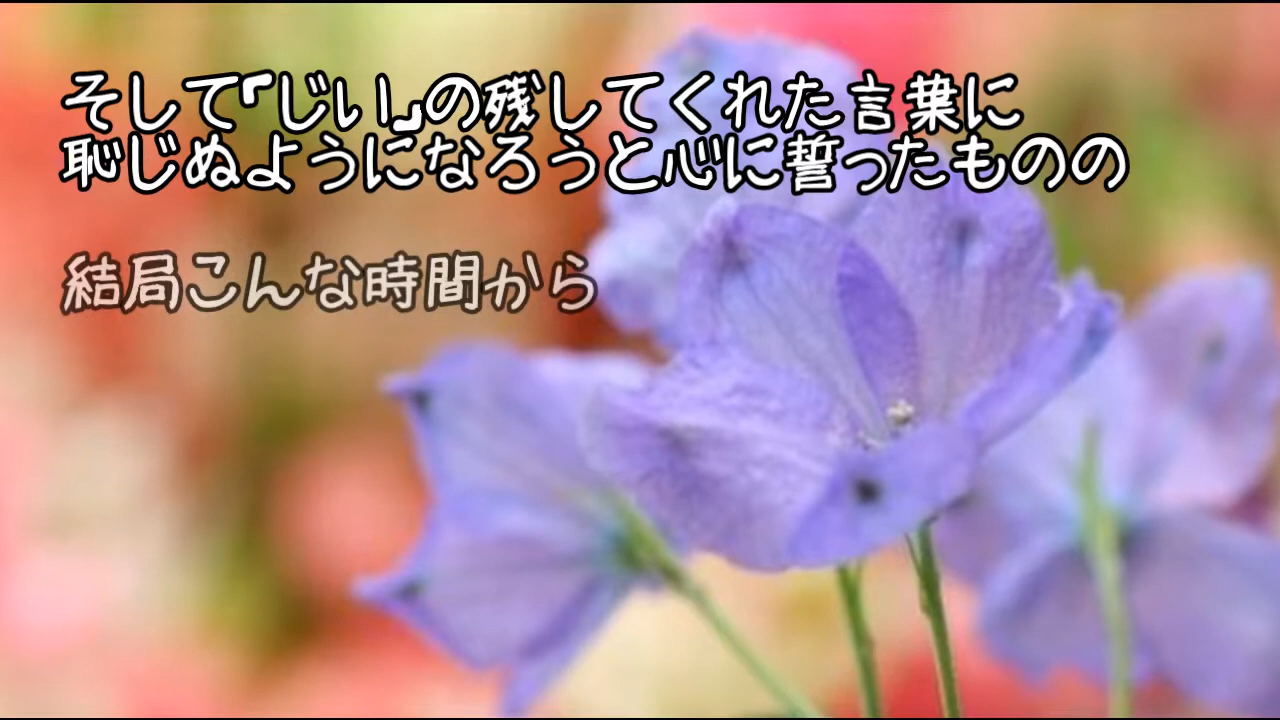 そして「じい」の残してくれた言葉に
恥じぬようになろうと心に誓ったものの
結局こんな時間から